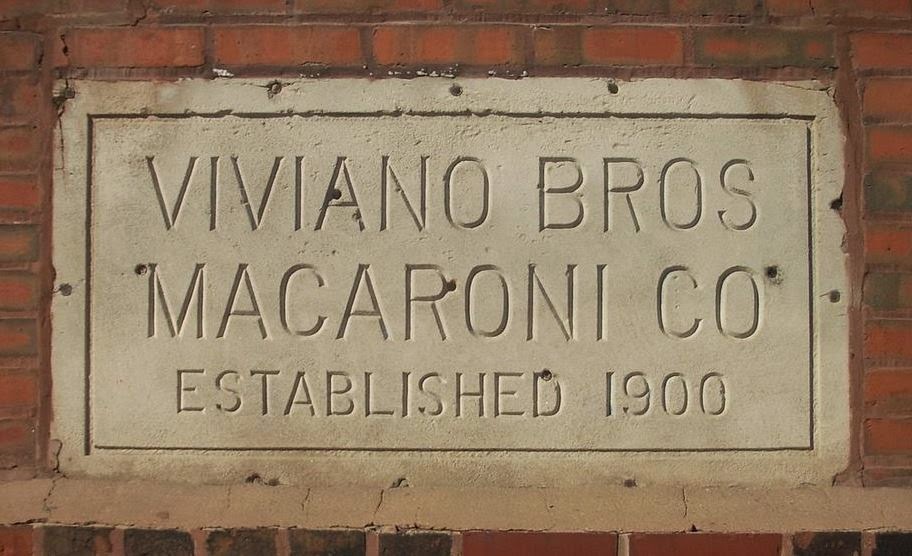 VIVIANO BROS
MACARONI CO
ESTABLISHED 1900